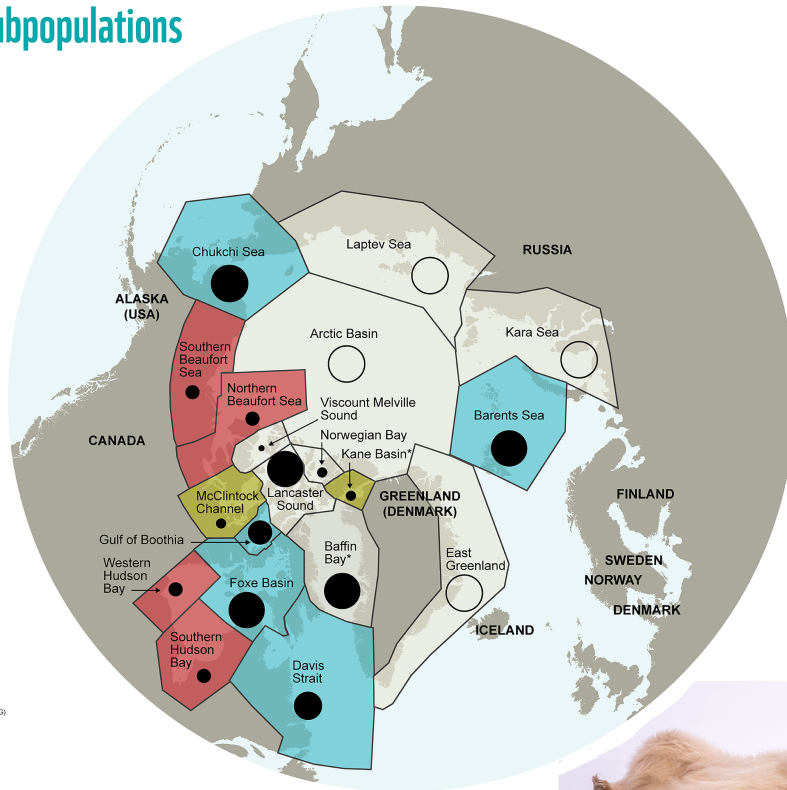 ubpopulations
Chukchi Sea
Laptev Sea
RUSSIA
ALASKA
(USA)
Arctic Basin
Kara Sea
Southern
Beaufort
Sea
Northern
Beaufort Sea
Viscount Melville
Sound
Barents Sea
Norwegian Bay
CANADA
Kane Basin*
McClintock
Channel
Lancaster
Sound
GREENLAND
(DENMARK)
FINLAND
Gulf of Boothia
Baffin
Bay*
East
Greenland
SWEDEN
Western
Hudson
Bay
Foxe Basin
NORWAY
DENMARK
ICELAND
Southern
Hudson
Bay
Davis
Strait
G)